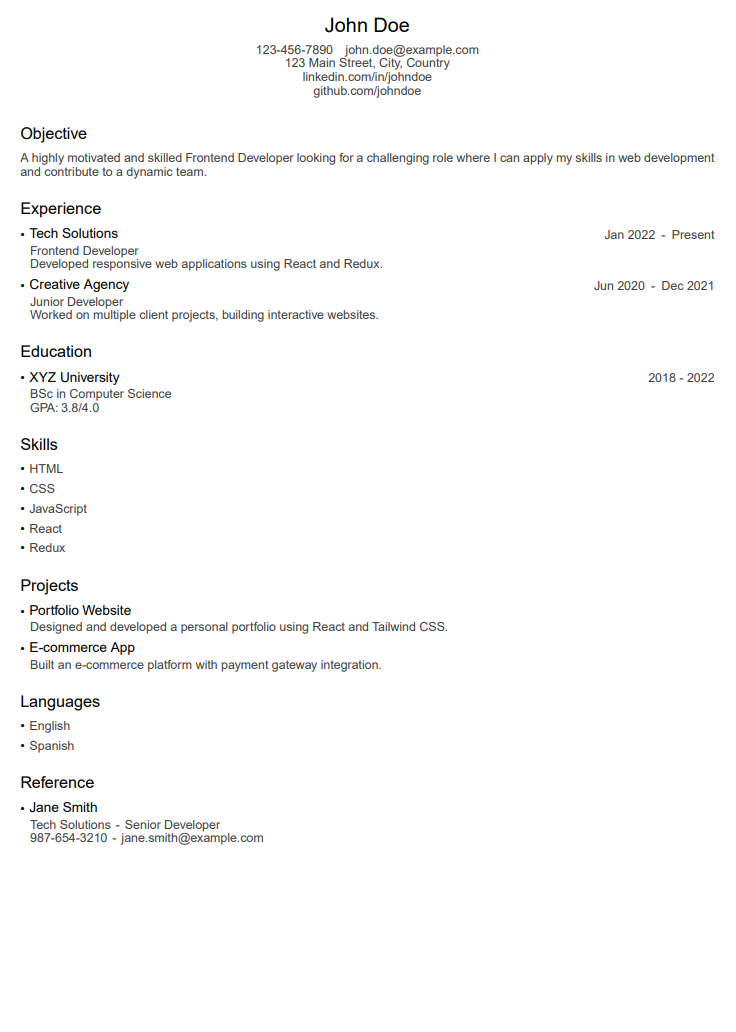 John Doe
123-456-7890 john.doe@example.com
123 Main Street, City, Country
linkedin.com/in/johndoe
github.com/johndoe
Objective
A highly motivated and skilled Frontend Developer looking for a challenging role where I can apply my skills in web development
and contribute to a dynamic team.
Experience
• Tech Solutions Jan 2022 - Present
Frontend Developer
Developed responsive web applications using React and Redux.
• Creative Agency Jun 2020 - Dec 2021
Junior Developer
Worked on multiple client projects, building interactive websites.
Education
• XYZ University 2018 - 2022
BSc in Computer Science
GPA: 3.8/4.0
Skills
• HTML
• CSS
• JavaScript
• React
• Redux
Projects
• Portfolio Website
Designed and developed a personal portfolio using React and Tailwind CSS.
• E-commerce App
Built an e-commerce platform with payment gateway integration.
Languages
• English
• Spanish
Reference
• Jane Smith
Tech Solutions - Senior Developer
987-654-3210 - jane.smith@example.com